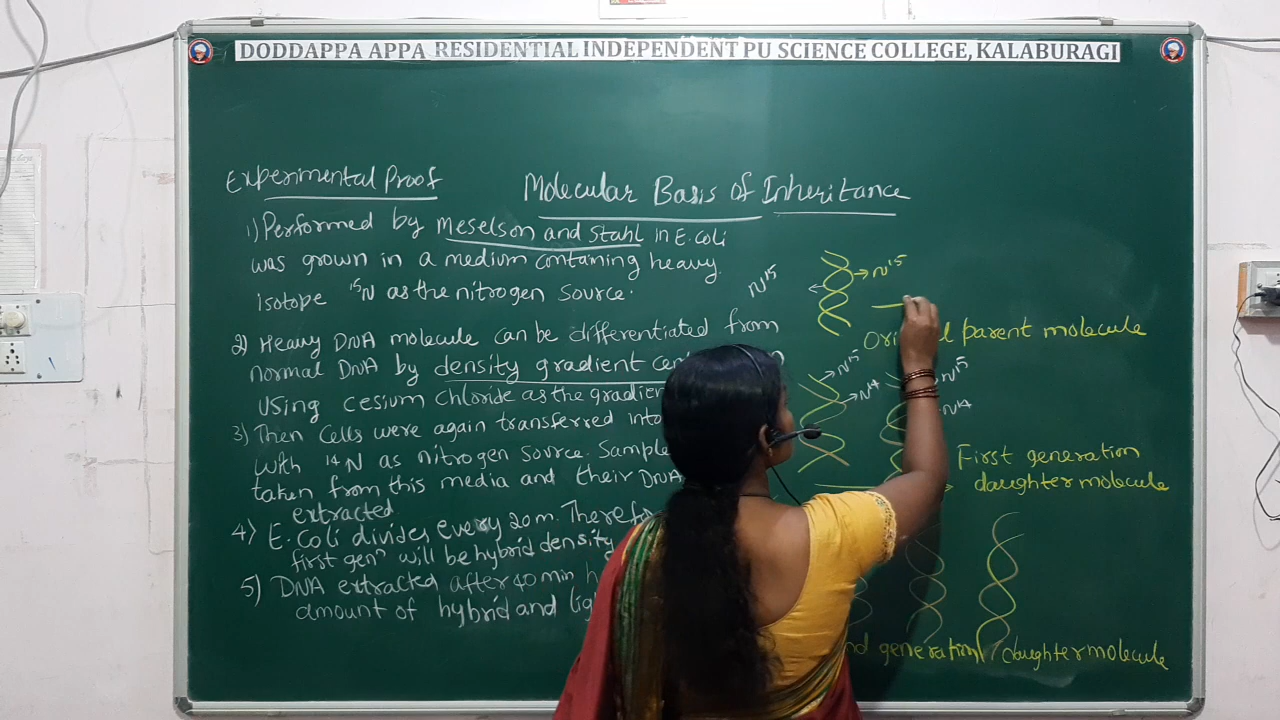 DODDAPPA APPA RESIDENTIAL INDEPENDENT PU SCIENCE COLLEGE, KALABURAGI
Experimental Proof
Molecular Basis of Inheritance
1) Performed by Meselson and Stahl in E.coli
was grown in a medium containing heavy
isotope ¹⁵N as the nitrogen source.
2) Heavy DNA molecule can be differentiated from
normal DNA by density gradient
Using cesium chloride as the
3) Then Cells were again transferred into
with ¹⁴N as nitrogen source.
taken from this media and their DNA
extracted
4) E.coli divides every 20m.
first genⁿ will be hybrid density
5) DNA extracted after 40 min
amount of hybrid and
N¹⁵
N¹⁵
parent molecule
N¹⁵
N¹⁴
N¹⁵
N¹⁴
First generation
daughter molecule
generation daughter molecule